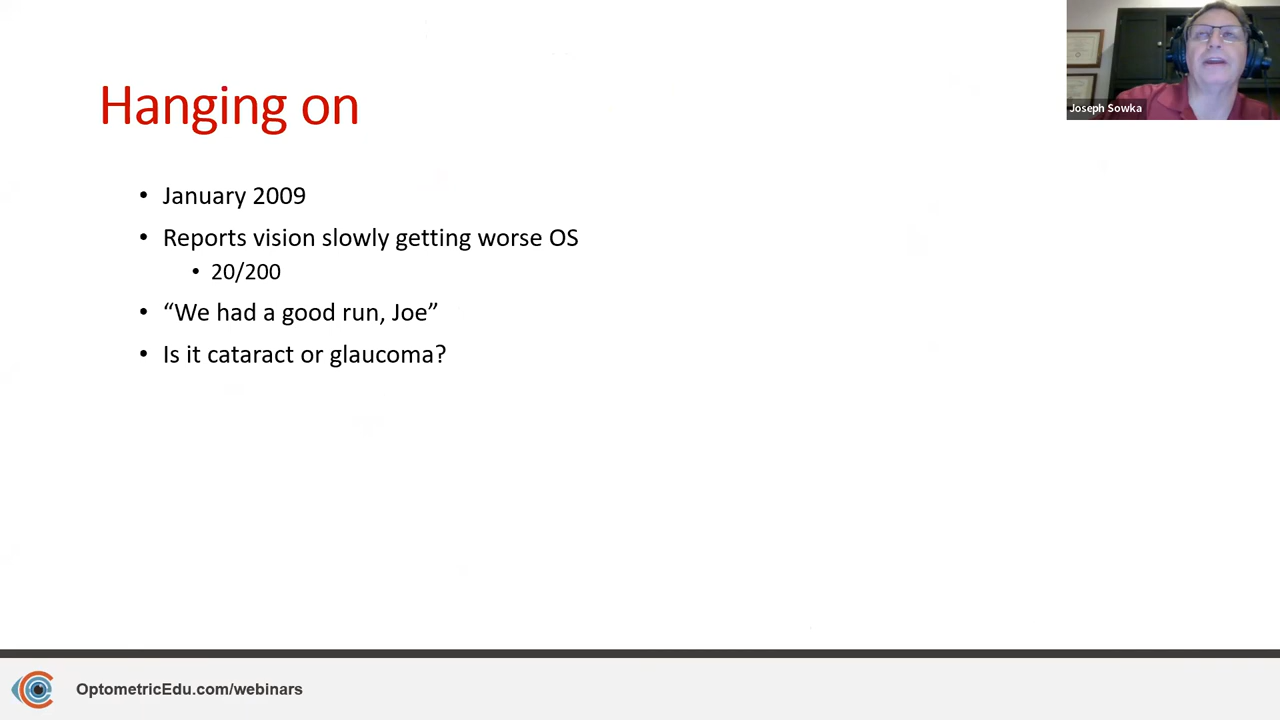 Joseph Sowka
Hanging on
• January 2009
• Reports vision slowly getting worse OS
• 20/200
• “We had a good run, Joe”
• Is it cataract or glaucoma?
OptometricEdu.com/webinars